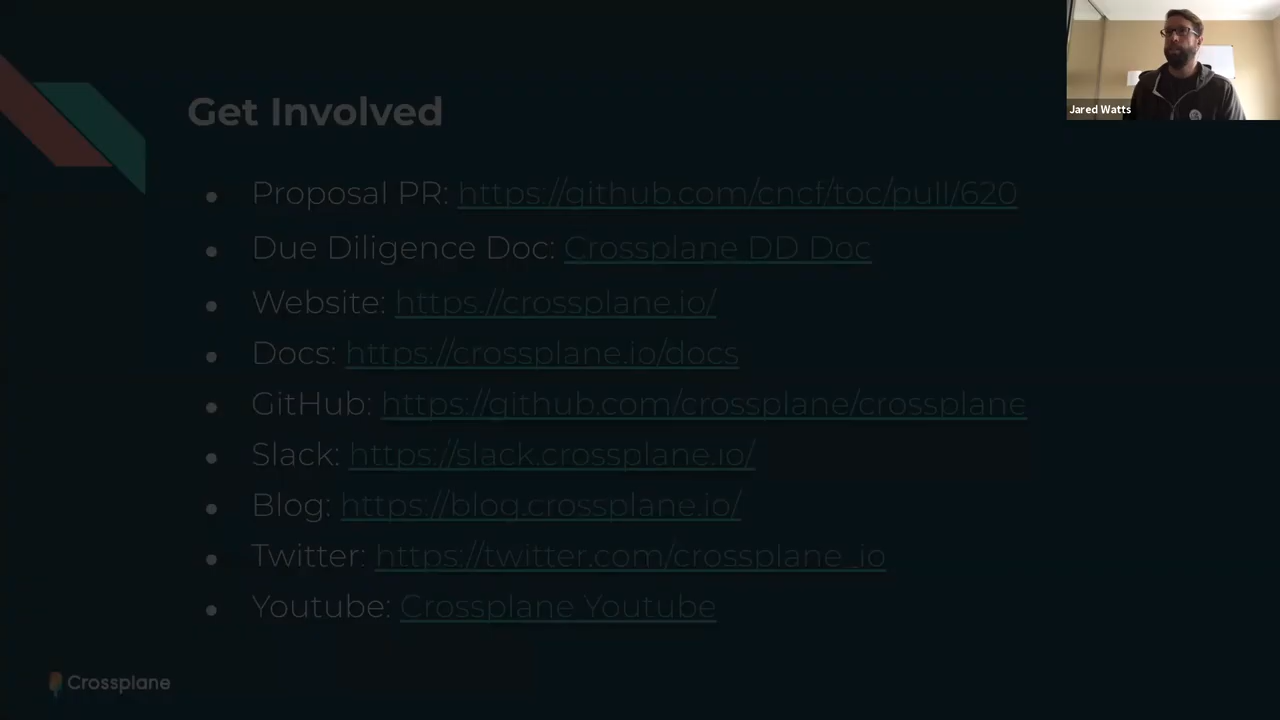 Get Involved
Proposal PR: https://github.com/cncf/toc/pull/620
Due Diligence Doc: Crossplane DD Doc
Website: https://crossplane.io/
Docs: https://crossplane.io/docs
GitHub: https://github.com/crossplane/crossplane
Slack: https://slack.crossplane.io/
Blog: https://blog.crossplane.io/
Twitter: https://twitter.com/crossplane_io
Youtube: Crossplane Youtube
Crossplane
Jared Watts